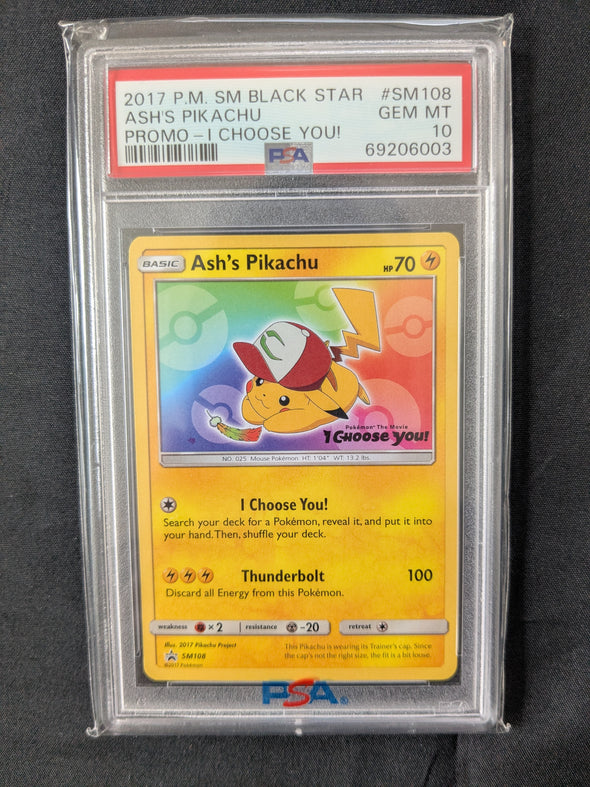 2017 P.M. SM BLACK STAR #SM108
ASH'S PIKACHU GEM MT
PROMO – I CHOOSE YOU! 10
PSA 69206003
BASIC Ash's Pikachu HP 70
Pokémon The Movie
I Choose You!
NO. 025 Mouse Pokémon HT: 1'04" WT: 13.2 lbs.
I Choose You!
Search your deck for a Pokémon, reveal it, and put it into
your hand. Then, shuffle your deck.
Thunderbolt 100
Discard all Energy from this Pokémon.
weakness × 2 resistance -20 retreat
Illus. 2017 Pikachu Project
SM108
©2017 Pokémon
This Pikachu is wearing its Trainer's cap. Since
the cap's not the right size, the fit is a bit loose.
PSA®